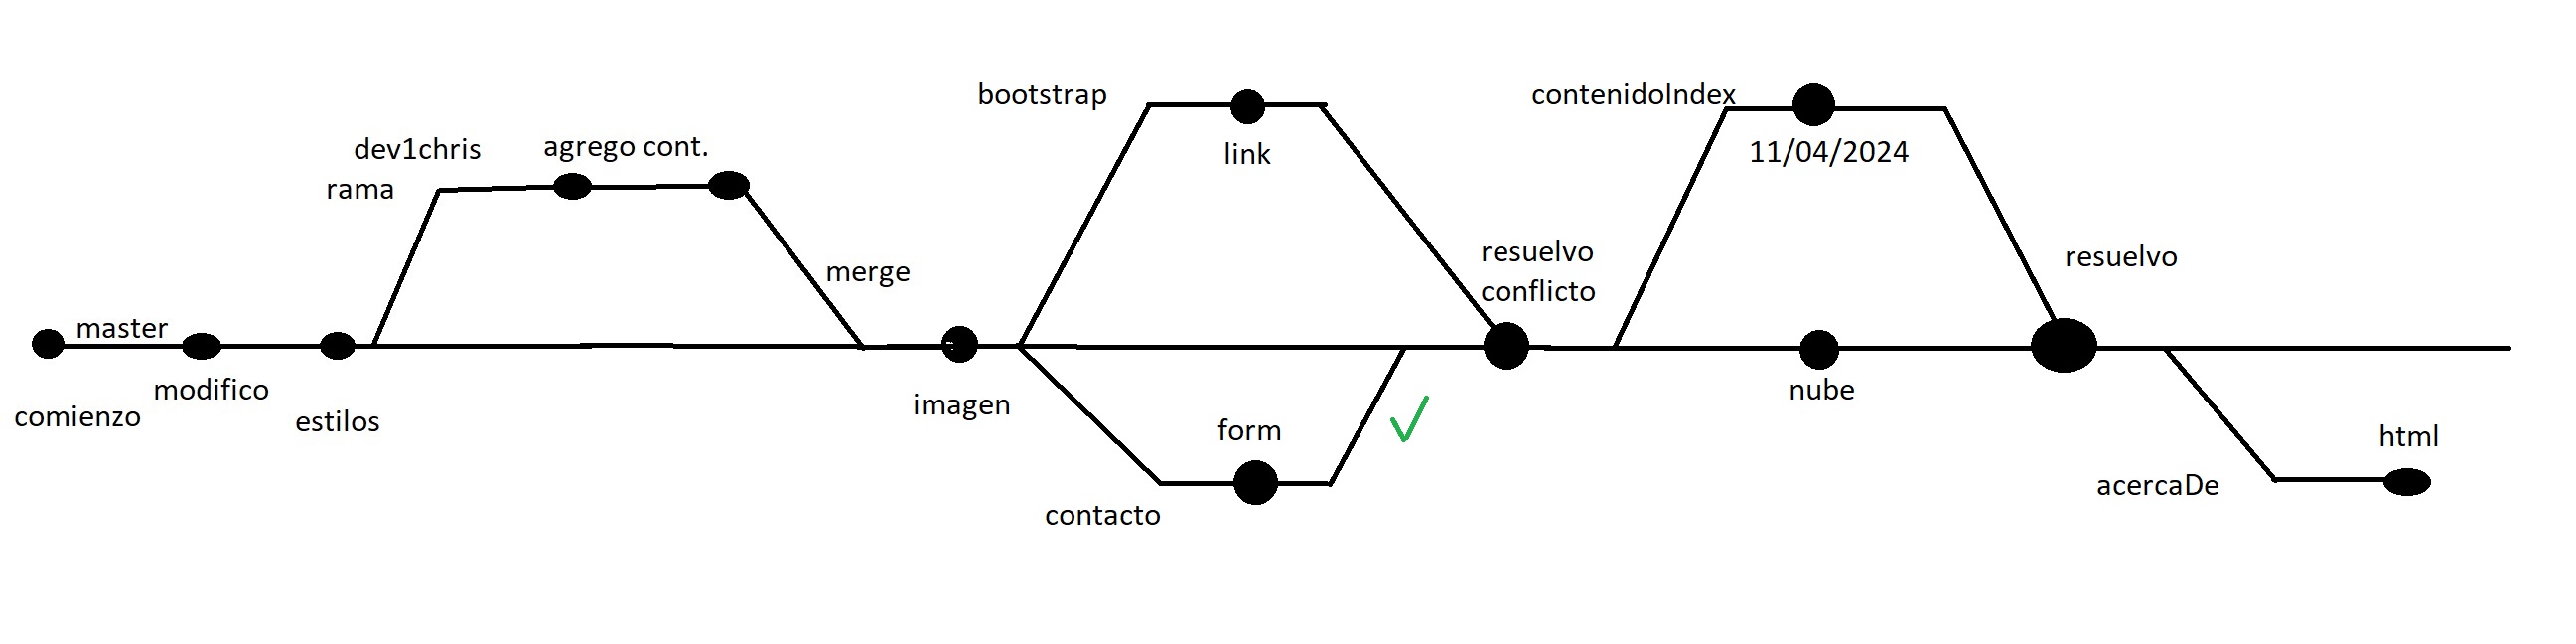 bootstrap
link
contenidoIndex
11/04/2024
dev1chris
rama
agrego cont.
merge
resuelvo
conflicto
resuelvo
master
comienzo
modifico
estilos
imagen
form
contacto
nube
html
acercaDe